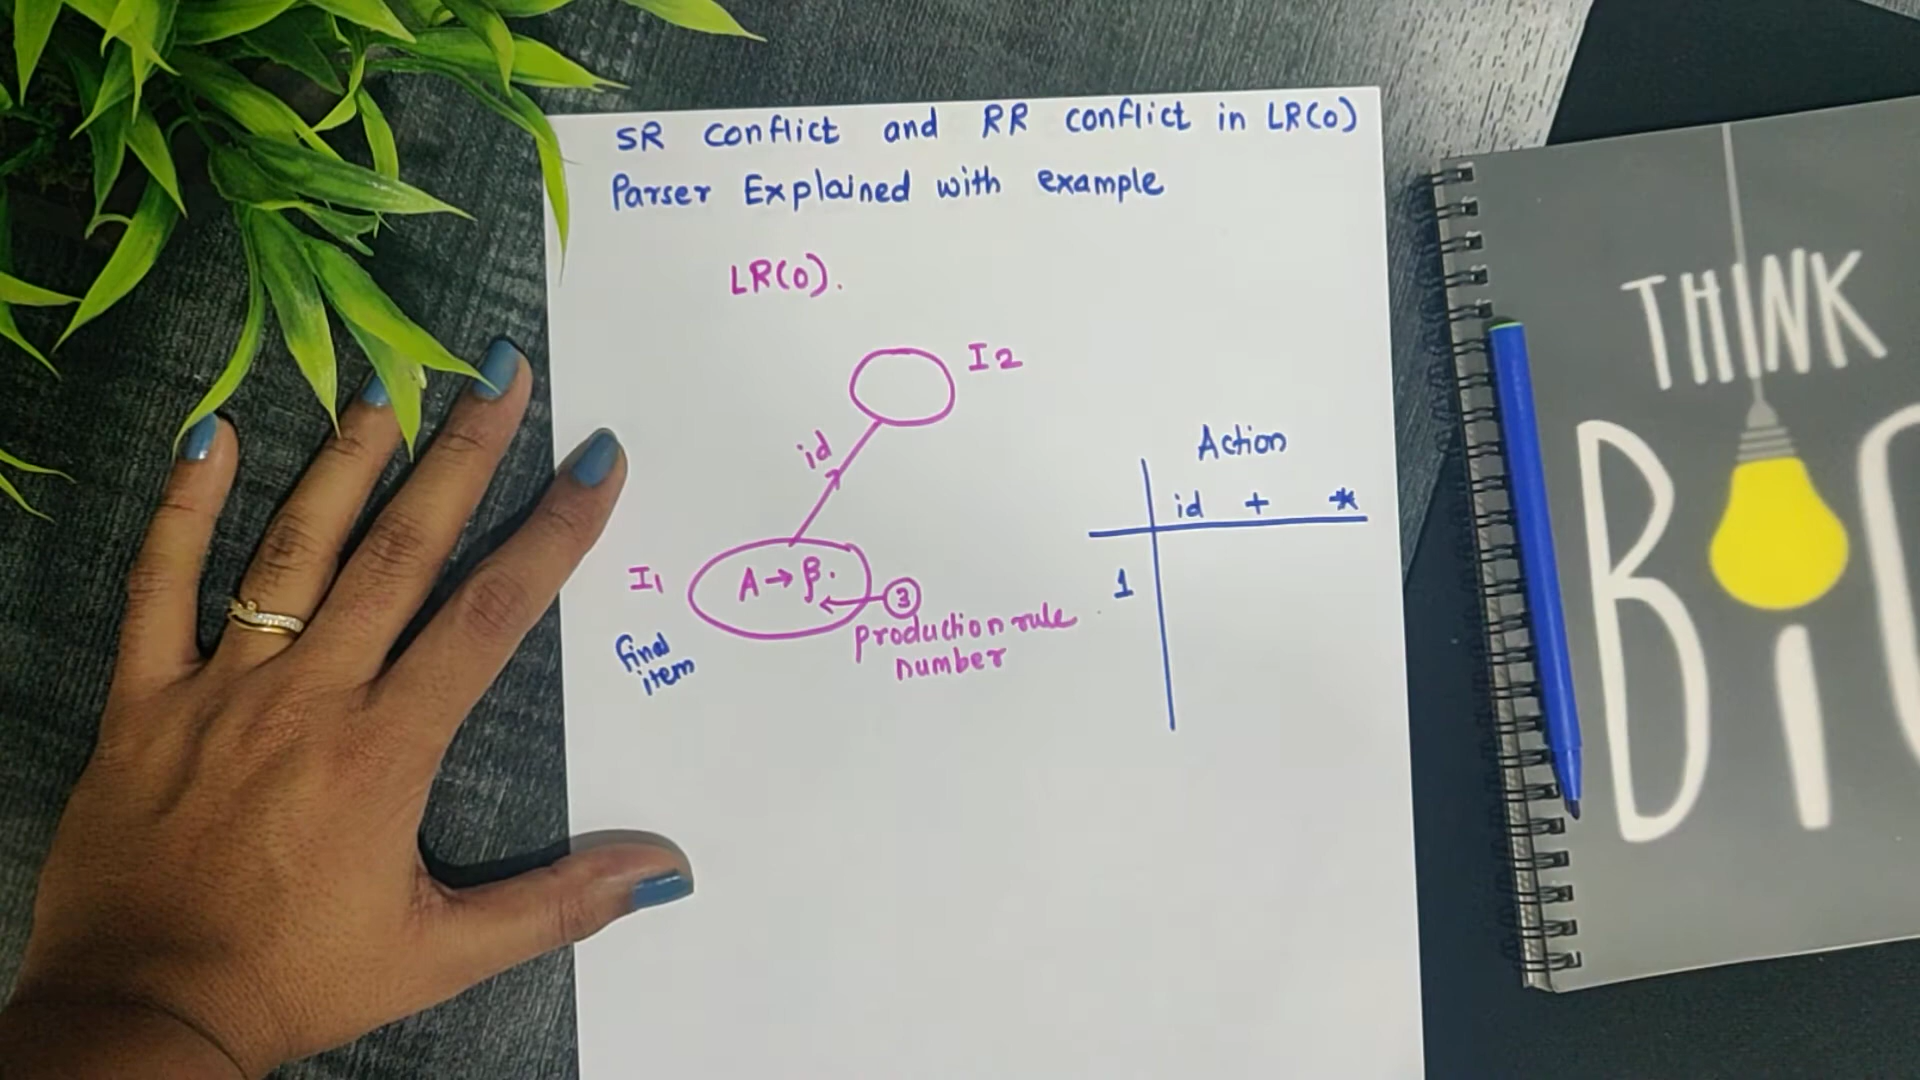 SR conflict and RR conflict in LR(0)
Parser Explained with example
LR(0).
I2
id
Action
id + *
I1 A→β. ③
1
production rule
number
final
item
THINK
BIG